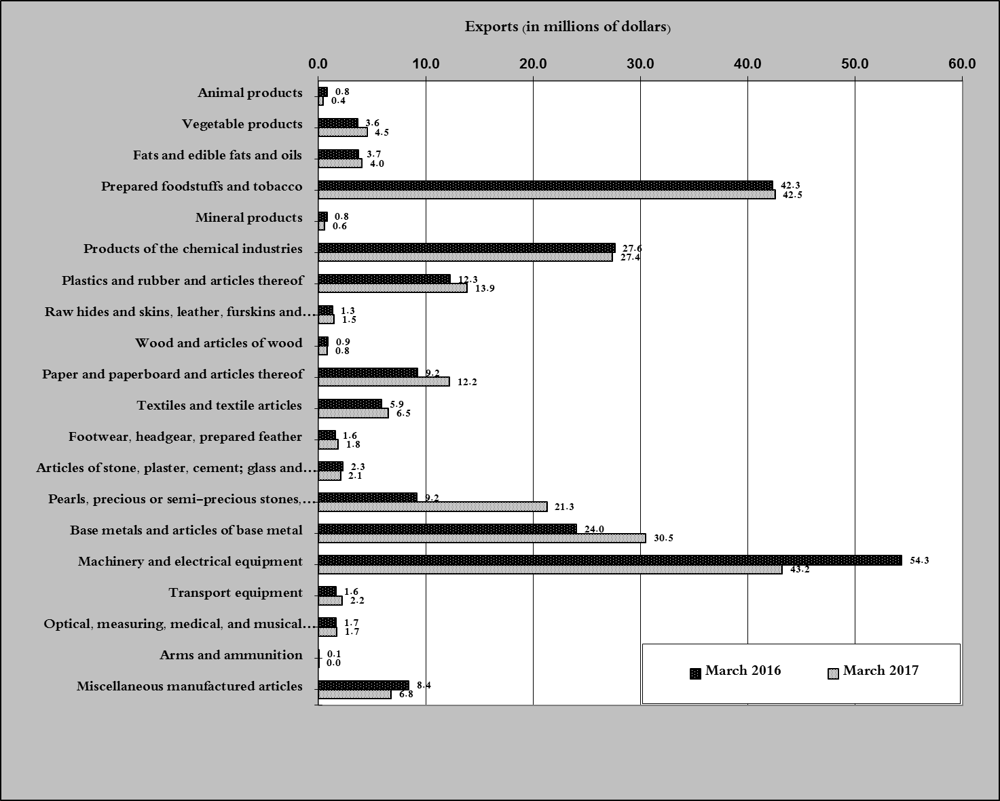 Exports (in millions of dollars)
0.0 10.0 20.0 30.0 40.0 50.0 60.0
Animal products 0.8
0.4
Vegetable products 3.6
4.5
Fats and edible fats and oils 3.7
4.0
Prepared foodstuffs and tobacco 42.3
42.5
Mineral products 0.8
0.6
Products of the chemical industries 27.6
27.4
Plastics and rubber and articles thereof 12.3
13.9
Raw hides and skins, leather, furskins and... 1.3
1.5
Wood and articles of wood 0.9
0.8
Paper and paperboard and articles thereof 9.2
12.2
Textiles and textile articles 5.9
6.5
Footwear, headgear, prepared feather 1.6
1.8
Articles of stone, plaster, cement; glass and... 2.3
2.1
Pearls, precious or semi-precious stones,... 9.2
21.3
Base metals and articles of base metal 24.0
30.5
Machinery and electrical equipment 54.3
43.2
Transport equipment 1.6
2.2
Optical, measuring, medical, and musical... 1.7
1.7
Arms and ammunition 0.1
0.0
Miscellaneous manufactured articles 8.4
6.8
March 2016 March 2017